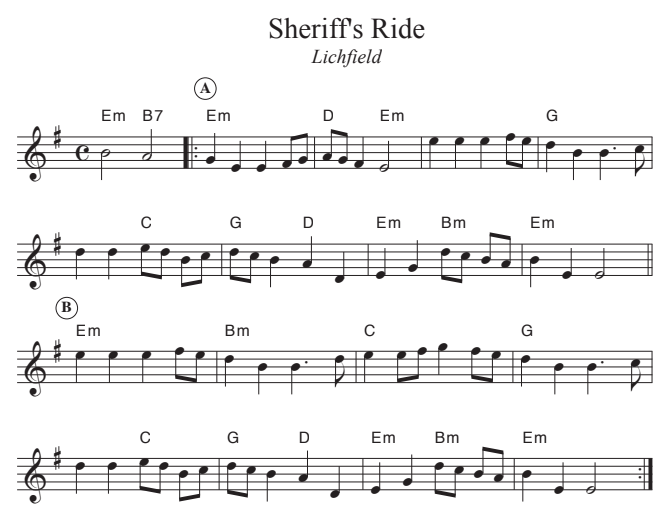 Sheriff's Ride
Lichfield
A
Em B7 Em D Em G
C G D Em Bm Em
B
Em Bm C G
C G D Em Bm Em